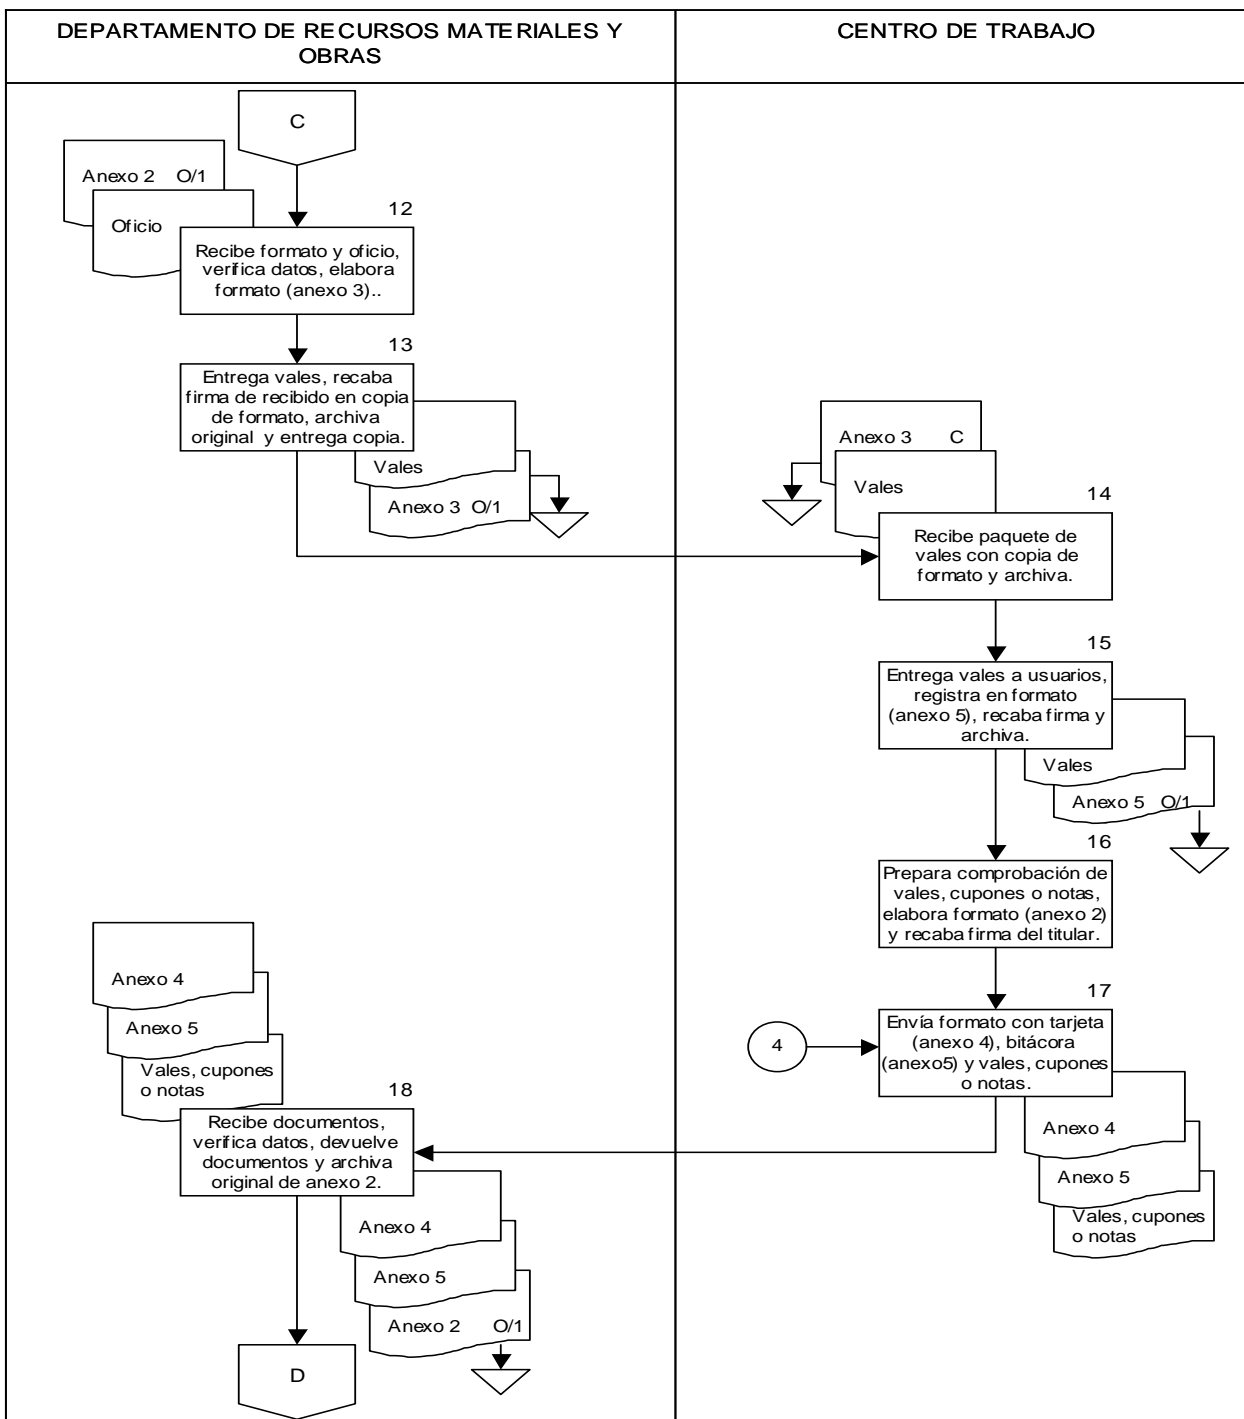 DEPARTAMENTO DE RECURSOS MATERIALES Y
OBRAS
CENTRO DE TRABAJO
C
Anexo 2 O/1
Oficio
12
Recibe formato y oficio,
verifica datos, elabora
formato (anexo 3)..
13
Entrega vales, recaba
firma de recibido en copia
de formato, archiva
original y entrega copia.
Vales
Anexo 3 O/1
Anexo 3 C
Vales
14
Recibe paquete de
vales con copia de
formato y archiva.
15
Entrega vales a usuarios,
registra en formato
(anexo 5), recaba firma y
archiva.
Vales
Anexo 5 O/1
16
Prepara comprobación de
vales, cupones o notas,
elabora formato (anexo 2)
y recaba firma del titular.
17
4
Envía formato con tarjeta
(anexo 4), bitácora
(anexo5) y vales, cupones
o notas.
Anexo 4
Anexo 5
Vales, cupones
o notas
Anexo 4
Anexo 5
Vales, cupones
o notas
18
Recibe documentos,
verifica datos, devuelve
documentos y archiva
original de anexo 2.
Anexo 4
Anexo 5
Anexo 2 O/1
D